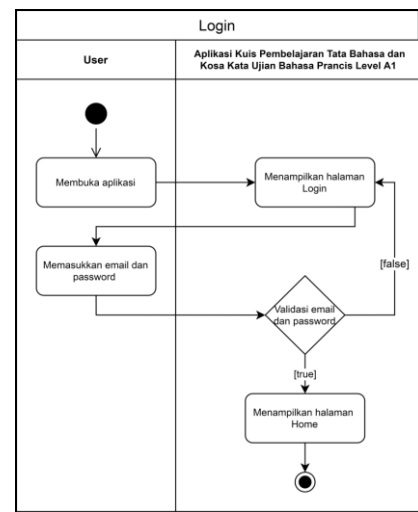 Login
User
Aplikasi Kuis Pembelajaran Tata Bahasa dan
Kosa Kata Ujian Bahasa Prancis Level A1
Membuka aplikasi
Menampilkan halaman
Login
Memasukkan email dan
password
[false]
Validasi email
dan password
[true]
Menampilkan halaman
Home